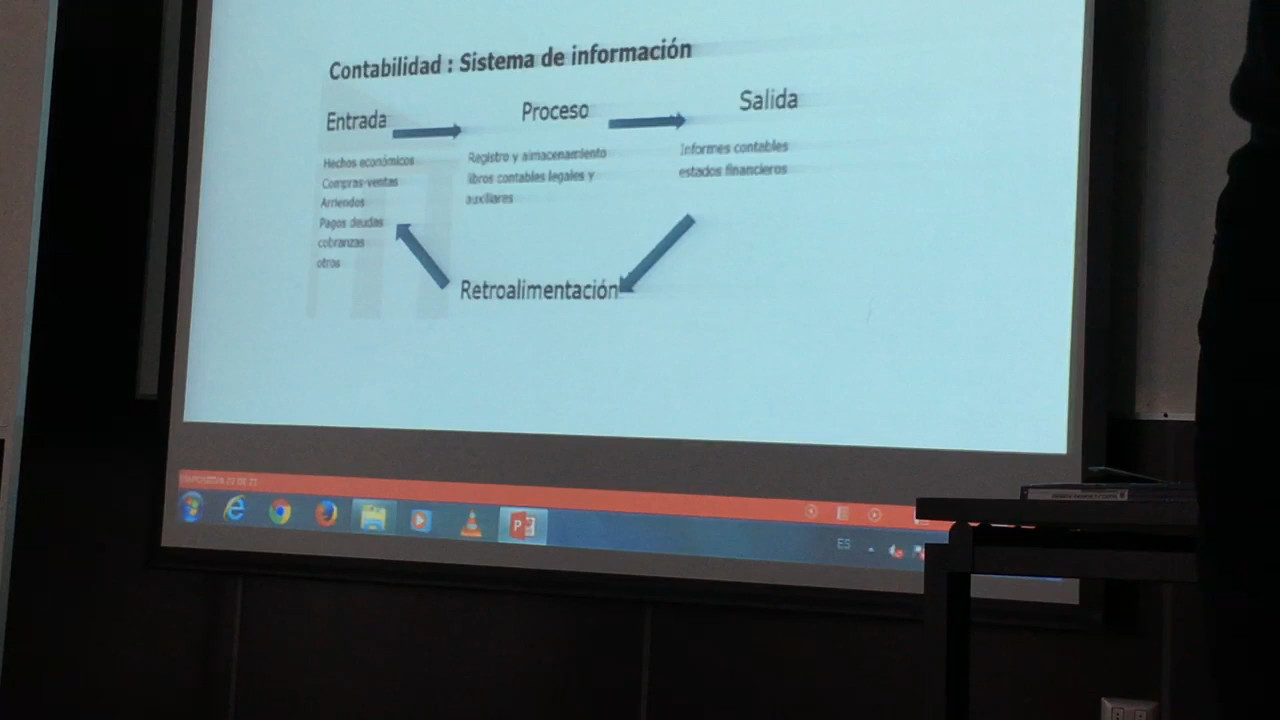 Contabilidad : Sistema de información
Entrada
Proceso
Salida
Hechos económicos
Compras-ventas
Arriendos
Pagos deudas
cobranzas
otros
Registro y almacenamiento
libros contables legales y
auxiliares
Informes contables
estados financieros
Retroalimentación
ES